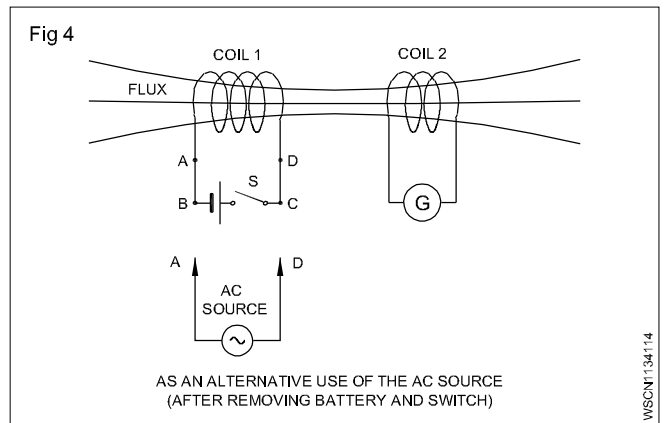 Fig 4
COIL 1
COIL 2
FLUX
A
D
S
B
C
G
A
D
AC
SOURCE
~
AS AN ALTERNATIVE USE OF THE AC SOURCE
(AFTER REMOVING BATTERY AND SWITCH)
WSCN1134114